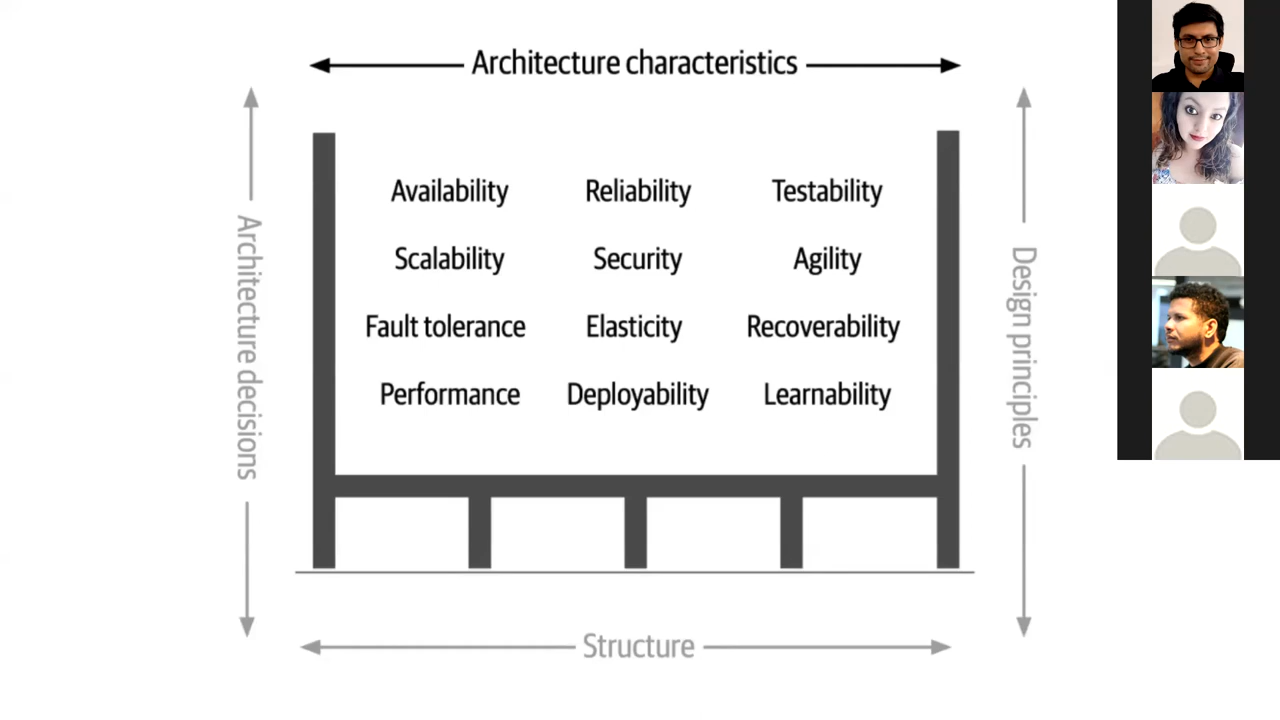 Architecture characteristics
Architecture decisions
Availability Reliability Testability
Scalability Security Agility
Fault tolerance Elasticity Recoverability
Performance Deployability Learnability
Design principles
Structure